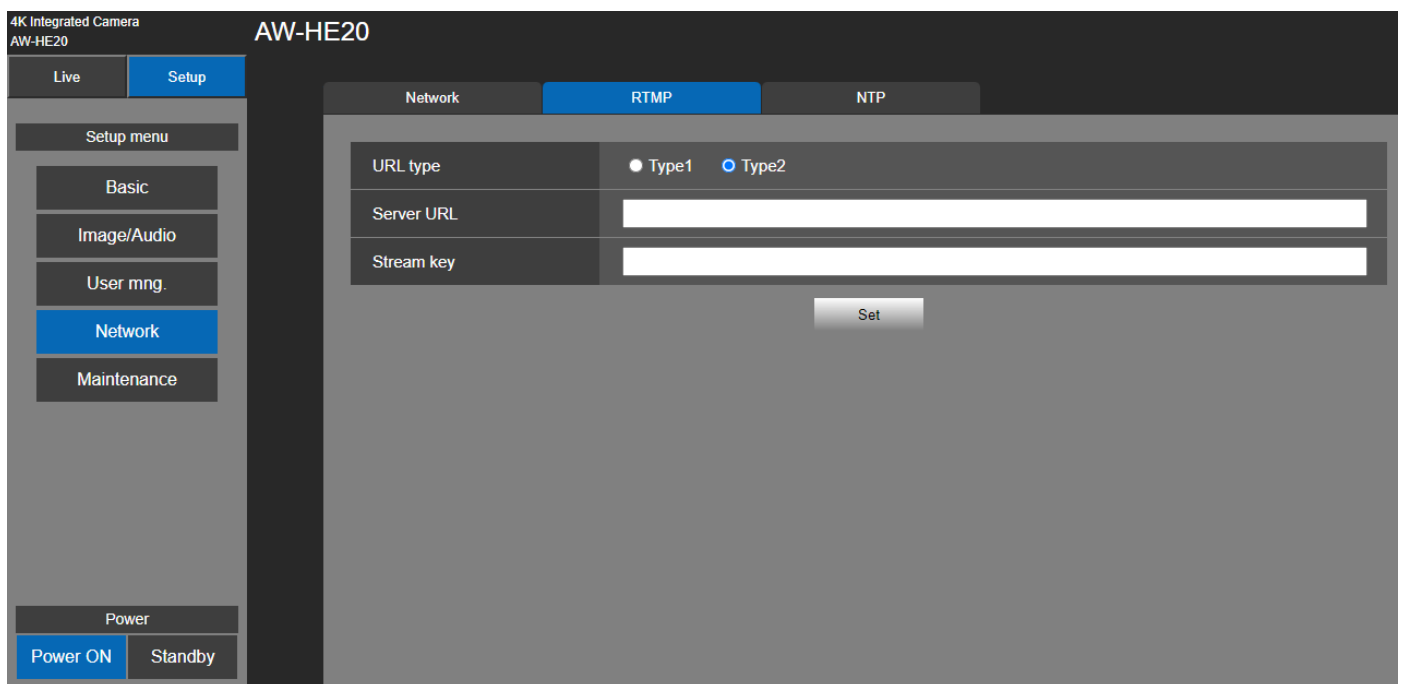 4K Integrated Camera
AW-HE20
AW-HE20
Live Setup
Network RTMP NTP
Setup menu
Basic
Image/Audio
User mng.
Network
Maintenance
URL type Type1 Type2
Server URL
Stream key
Set
Power
Power ON Standby